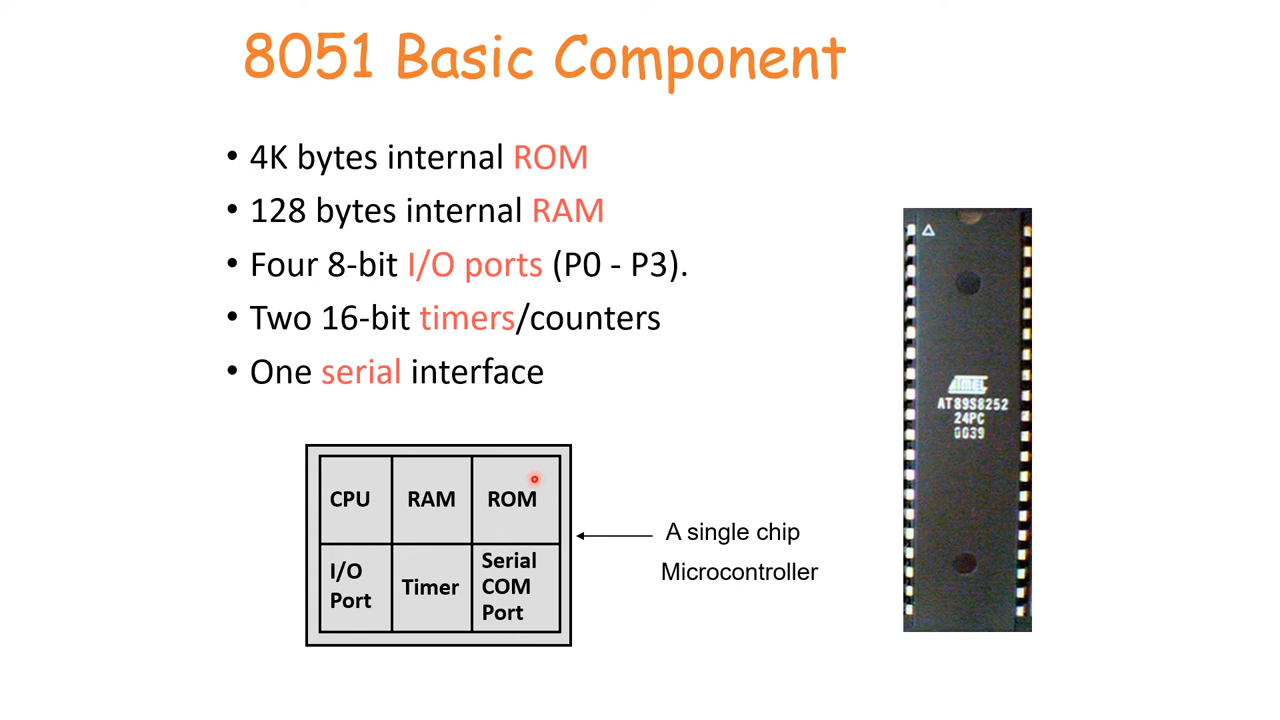 8051 Basic Component
• 4K bytes internal ROM
• 128 bytes internal RAM
• Four 8-bit I/O ports (P0 - P3).
• Two 16-bit timers/counters
• One serial interface
CPU
RAM
ROM
I/O
Port
Timer
Serial
COM
Port
A single chip
Microcontroller
ATMEL
AT89S8252
24PC
0039